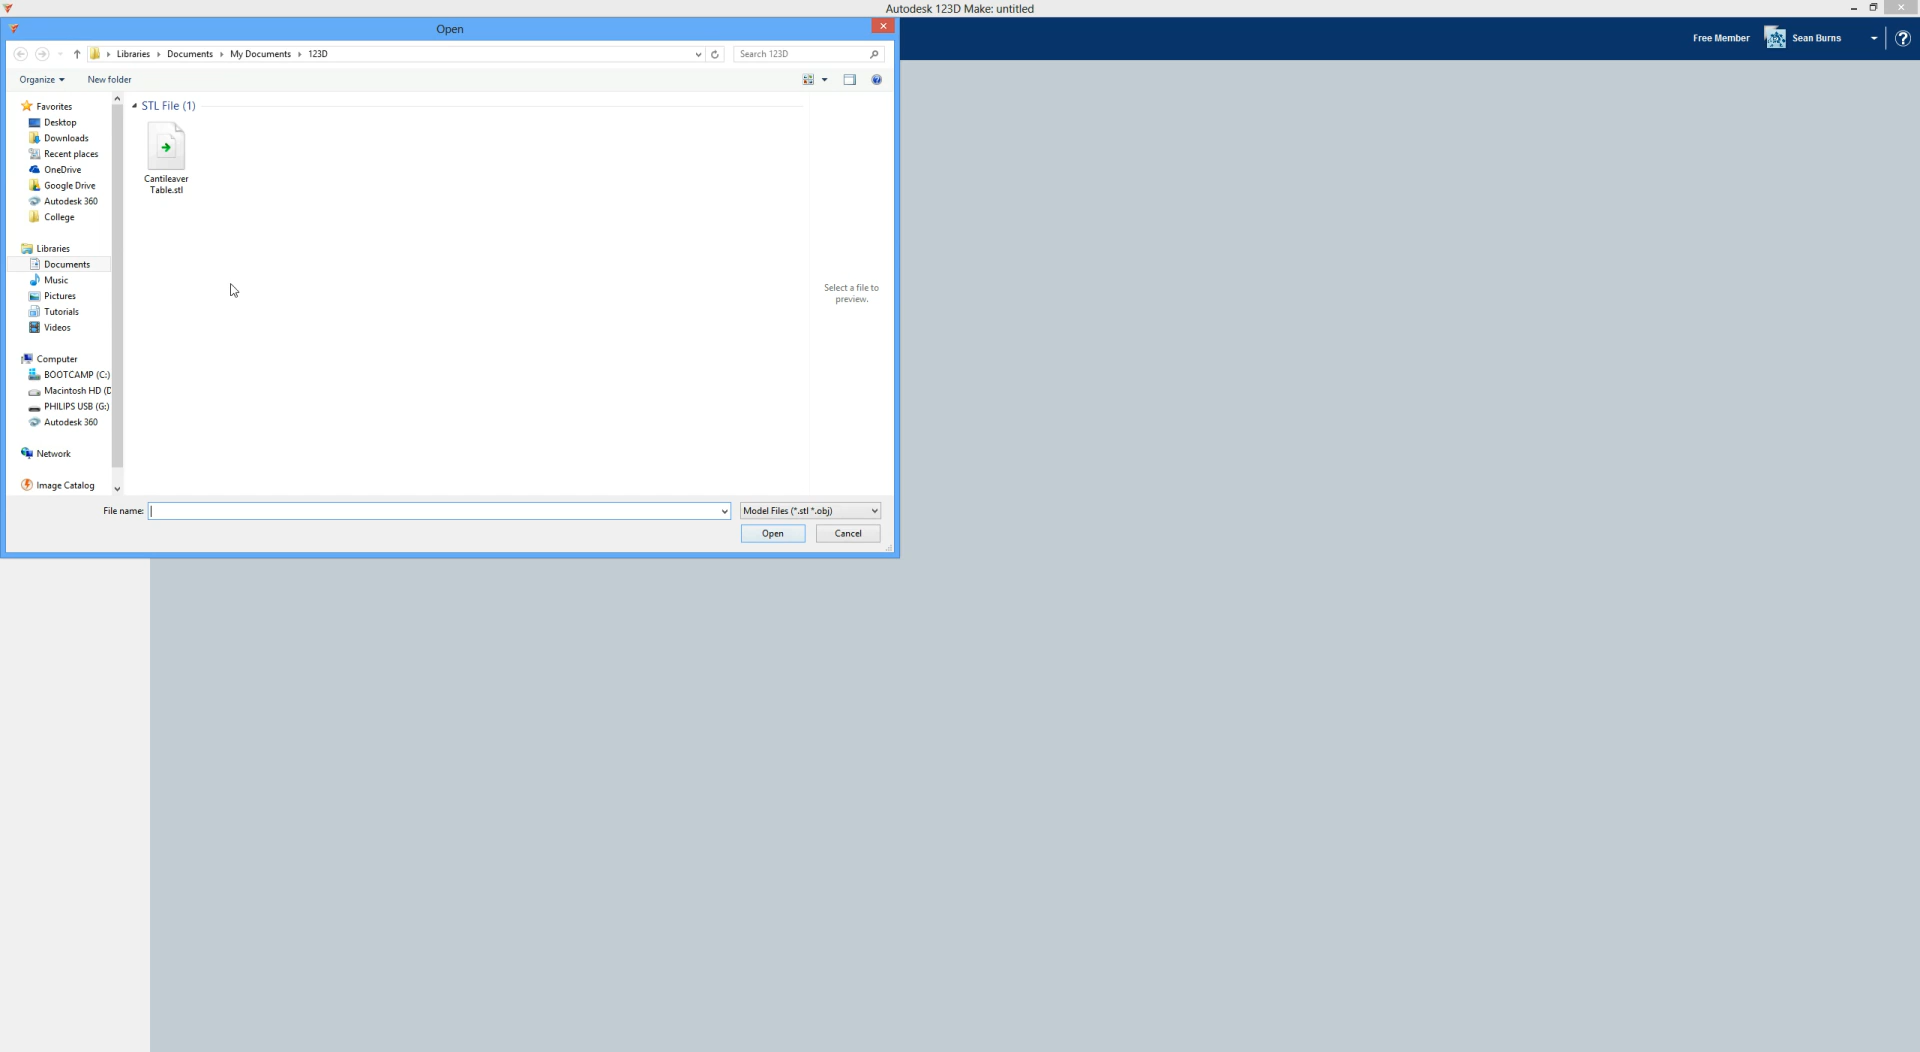 Autodesk 123D Make: untitled
Open
Free Member Sean Burns
Libraries Documents My Documents 123D
Search 123D
Organize New folder
Favorites
Desktop
Downloads
Recent places
OneDrive
Google Drive
Autodesk 360
College
Libraries
Documents
Music
Pictures
Tutorials
Videos
Computer
BOOTCAMP (C:)
Macintosh HD (D
PHILIPS USB (G:)
Autodesk 360
Network
Image Catalog
STL File (1)
Cantileaver
Table.stl
Select a file to
preview.
File name:
Model Files (*.stl *.obj)
Open Cancel